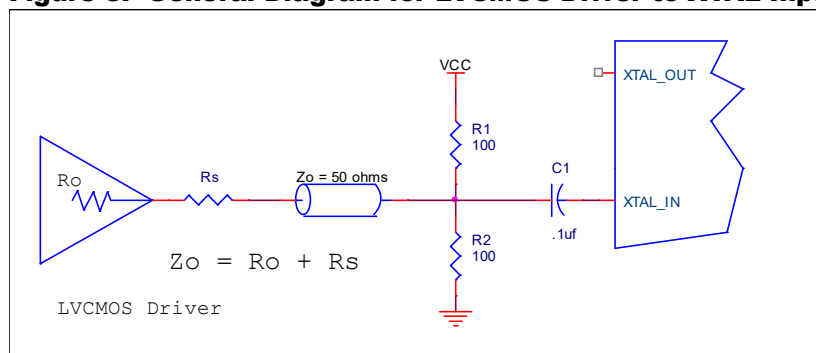 VCC
XTAL_OUT
R1
100
Ro
Rs
Zo = 50 ohms
C1
XTAL_IN
.1uf
R2
100
Zo = Ro + Rs
LVCMOS Driver